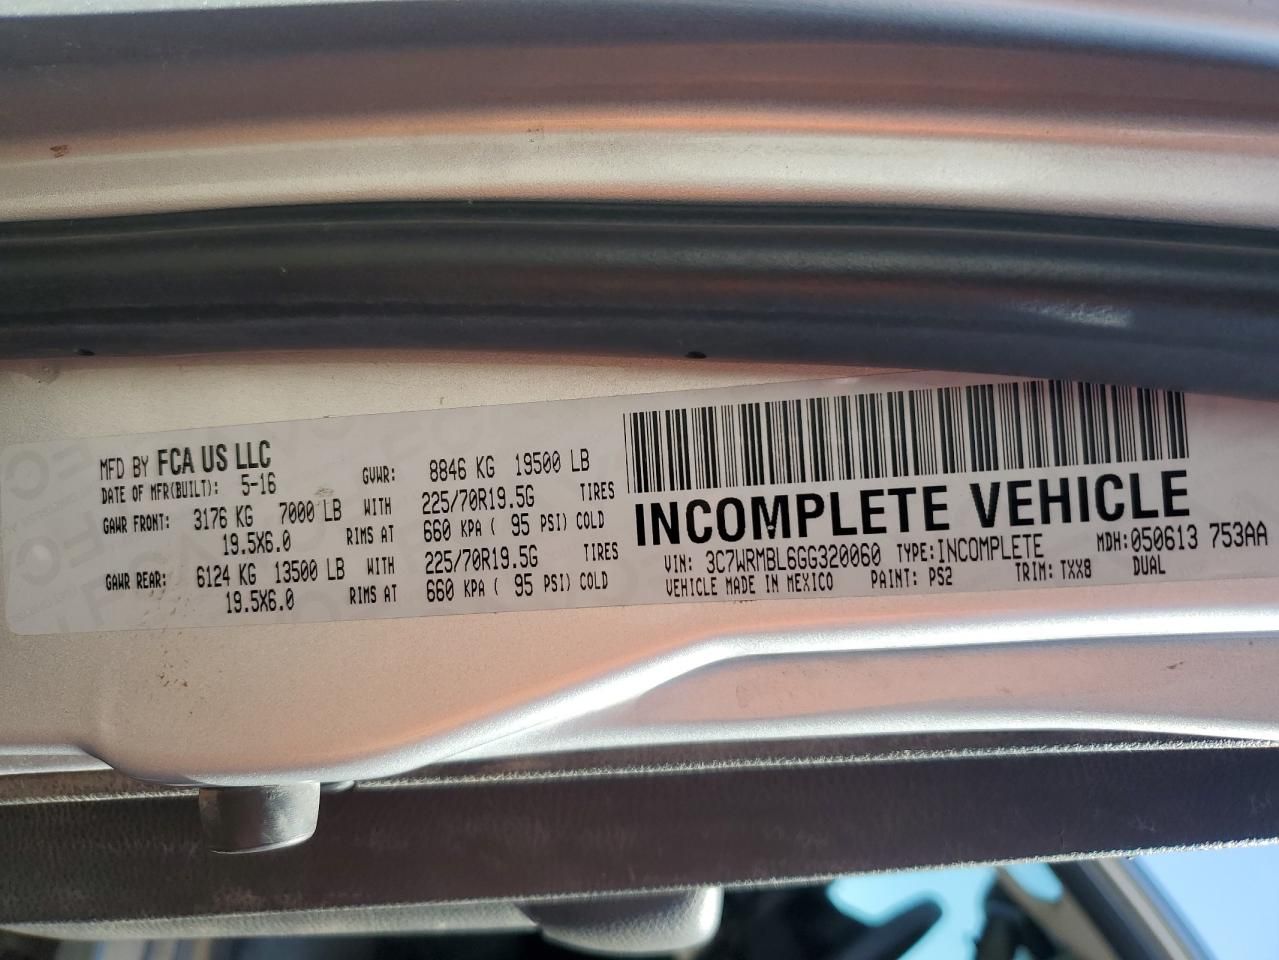 MFD BY FCA US LLC
DATE OF MFR(BUILT): 5-16
GVWR: 8846 KG 19500 LB
GAWR FRONT: 3176 KG 7000 LB WITH 225/70R19.5G TIRES
19.5X6.0 RIMS AT 660 KPA ( 95 PSI) COLD
GAWR REAR: 6124 KG 13500 LB WITH 225/70R19.5G TIRES
19.5X6.0 RIMS AT 660 KPA ( 95 PSI) COLD
INCOMPLETE VEHICLE
VIN: 3C7WRMBL6GG320060 TYPE: INCOMPLETE MDH: 050613 753AA
VEHICLE MADE IN MEXICO PAINT: PS2 TRIM: TXX8 DUAL